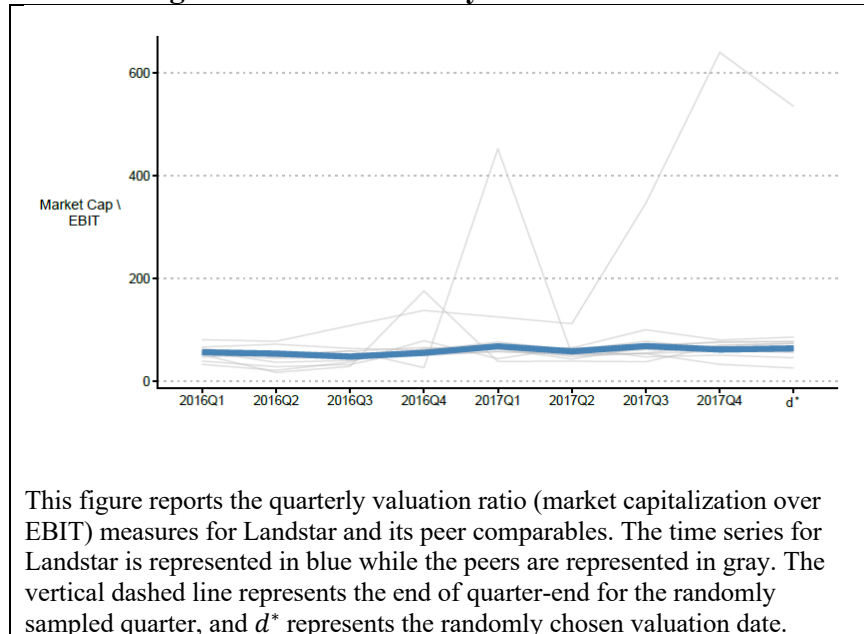 600
400
Market Cap \
EBIT
200
0
2016Q1 2016Q2 2016Q3 2016Q4 2017Q1 2017Q2 2017Q3 2017Q4 d*
This figure reports the quarterly valuation ratio (market capitalization over
EBIT) measures for Landstar and its peer comparables. The time series for
Landstar is represented in blue while the peers are represented in gray. The
vertical dashed line represents the end of quarter-end for the randomly
sampled quarter, and d* represents the randomly chosen valuation date.